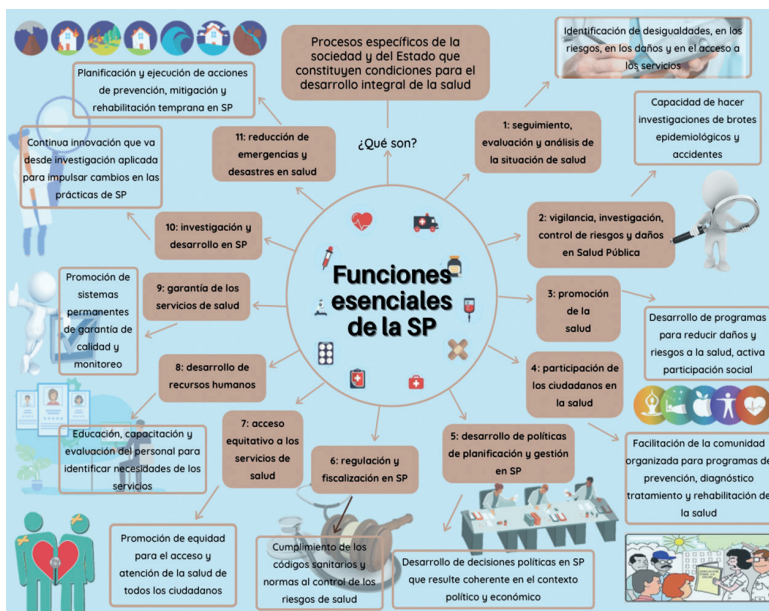 Funciones
esenciales
de la SP
¿Qué son?
Procesos específicos de la
sociedad y del Estado que
constituyen condiciones para el
desarrollo integral de la salud
1: seguimiento,
evaluación y análisis de
la situación de salud
Identificación de desigualdades, en los
riesgos, en los daños y en el acceso a
los servicios
2: vigilancia, investigación,
control de riesgos y daños
en Salud Pública
Capacidad de hacer
investigaciones de brotes
epidemiológicos y
accidentes
3: promoción
de la
salud
Desarrollo de programas
para reducir daños y
riesgos a la salud, activa
participación social
4: participación de
los ciudadanos en
la salud
Facilitación de la comunidad
organizada para programas de
prevención, diagnóstico
tratamiento y rehabilitación de
la salud
5: desarrollo de políticas
de planificación y gestión
en SP
Desarrollo de decisiones políticas en SP
que resulte coherente en el contexto
político y económico
6: regulación y
fiscalización en SP
Cumplimiento de los
códigos sanitarios y
normas al control de los
riesgos de salud
7: acceso
equitativo a los
servicios de
salud
Promoción de equidad
para el acceso y
atención de la salud de
todos los ciudadanos
8: desarrollo de
recursos humanos
Educación, capacitación y
evaluación del personal para
identificar necesidades de los
servicios
9: garantía de los
servicios de salud
Promoción de
sistemas
permanentes
de garantía de
calidad y
monitoreo
10: investigación y
desarrollo en SP
Continua innovación que va
desde investigación aplicada
para impulsar cambios en las
prácticas de SP
11: reducción de
emergencias y
desastres en salud
Planificación y ejecución de acciones
de prevención, mitigación y
rehabilitación temprana en SP